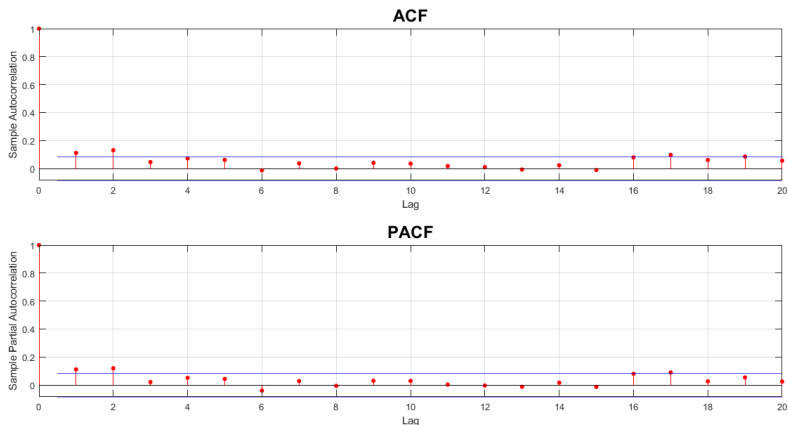 ACF
Sample Autocorrelation
1
0.8
0.6
0.4
0.2
0
0 2 4 6 8 10 12 14 16 18 20
Lag
PACF
Sample Partial Autocorrelation
1
0.8
0.6
0.4
0.2
0
0 2 4 6 8 10 12 14 16 18 20
Lag